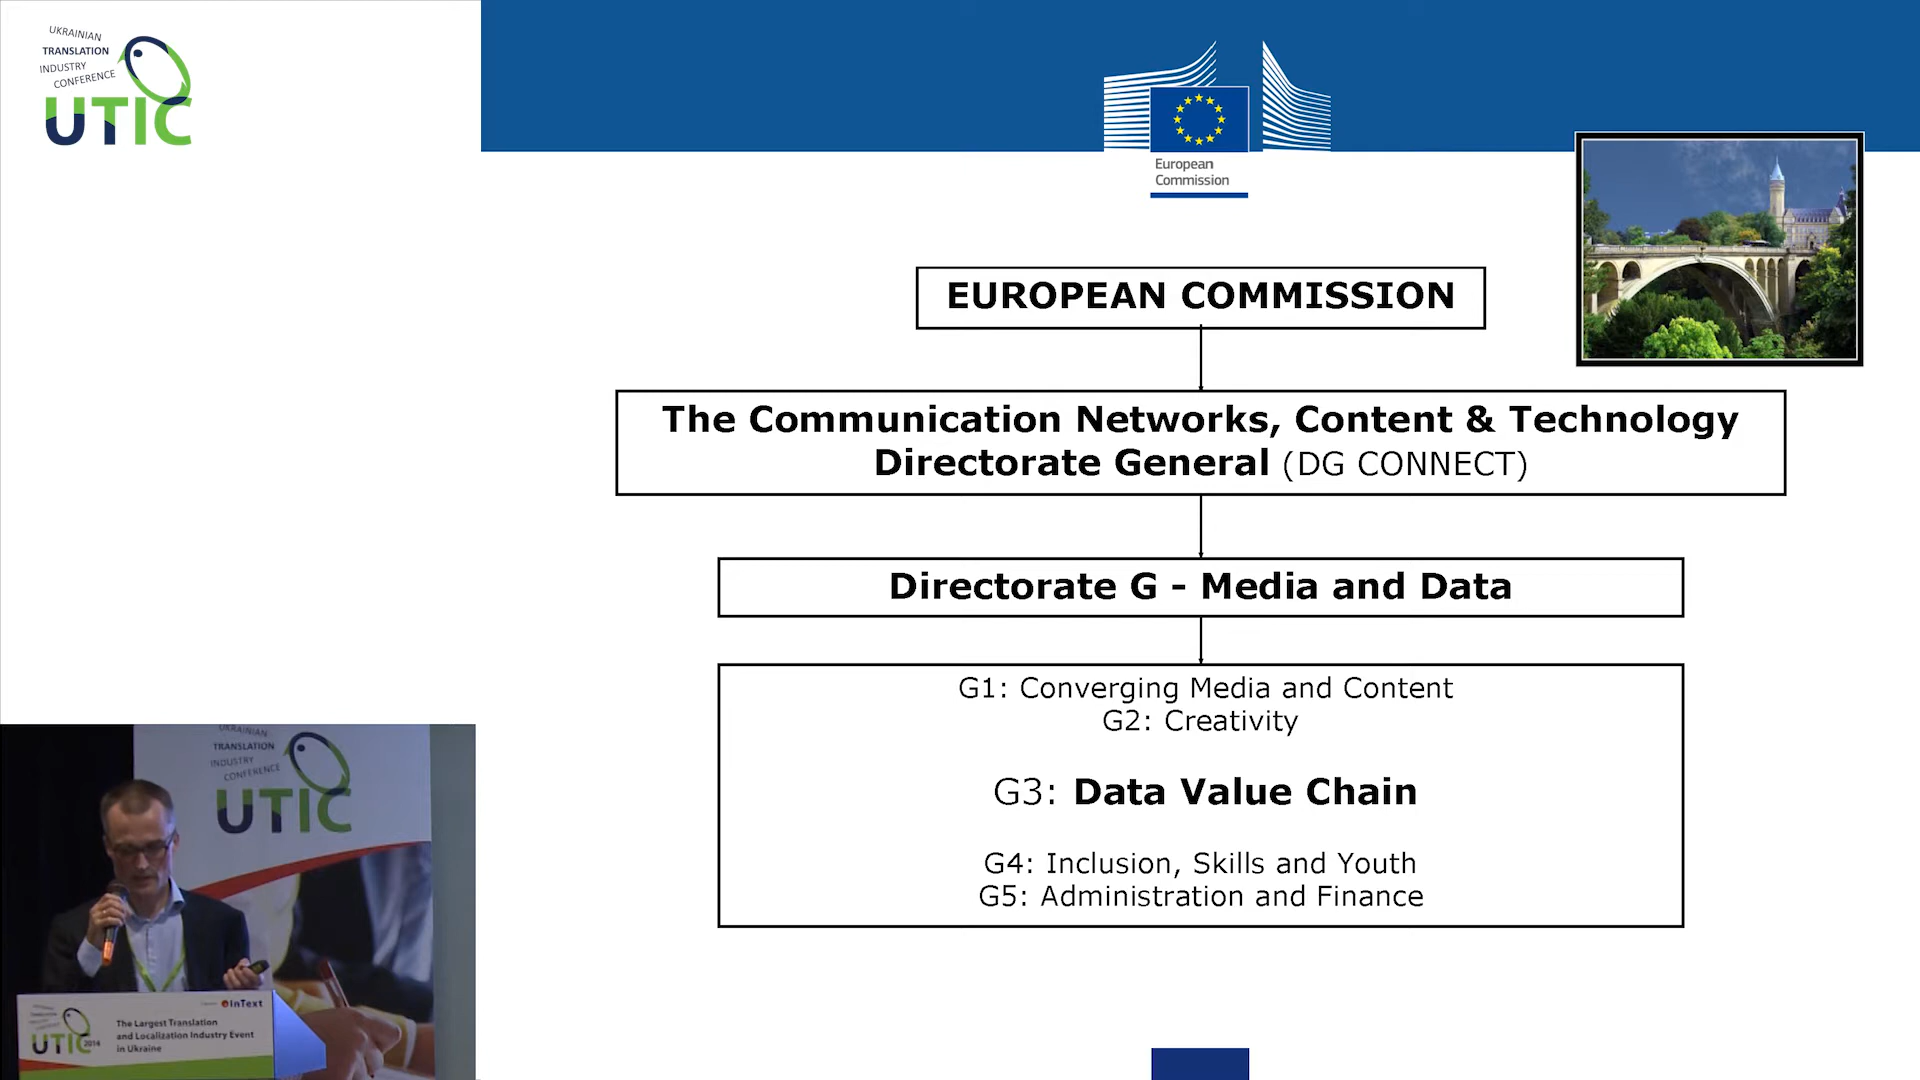 UKRAINIAN
TRANSLATION
INDUSTRY
CONFERENCE
UTIC
European
Commission
EUROPEAN COMMISSION
The Communication Networks, Content & Technology
Directorate General (DG CONNECT)
Directorate G - Media and Data
G1: Converging Media and Content
G2: Creativity
G3: Data Value Chain
G4: Inclusion, Skills and Youth
G5: Administration and Finance
UKRAINIAN
TRANSLATION
INDUSTRY
CONFERENCE
UTIC
InText
The Largest Translation
and Localization Industry Event
in Ukraine
UTIC
2014